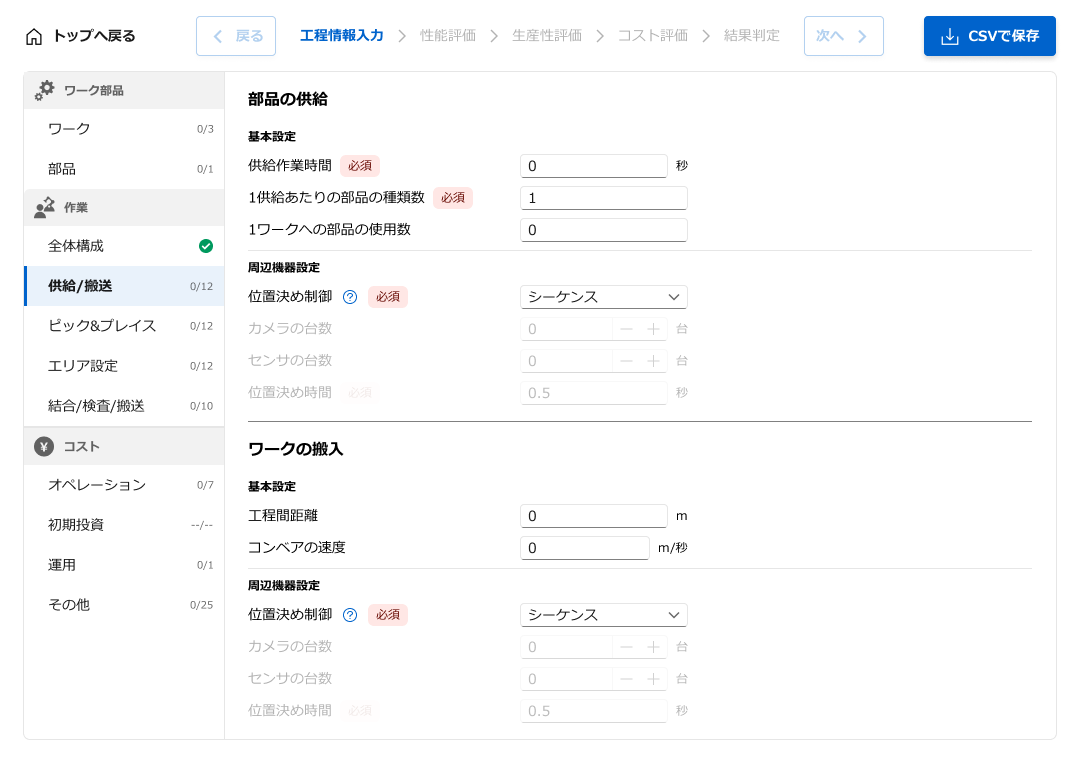 トップへ戻る
戻る
工程情報入力
性能評価
生産性評価
コスト評価
結果判定
次へ
CSVで保存
ワーク部品
ワーク 0/3
部品 0/1
作業
全体構成
供給/搬送 0/12
ピック&プレイス 0/12
エリア設定 0/12
結合/検査/搬送 0/10
¥ コスト
オペレーション 0/7
初期投資 --/--
運用 0/1
その他 0/25
部品の供給
基本設定
供給作業時間 必須 0 秒
1供給あたりの部品の種類数 必須 1
1ワークへの部品の使用数 0
周辺機器設定
位置決め制御 ? 必須 シーケンス
カメラの台数 0 台
センサの台数 0 台
位置決め時間 必須 0.5 秒
ワークの搬入
基本設定
工程間距離 0 m
コンベアの速度 0 m/秒
周辺機器設定
位置決め制御 ? 必須 シーケンス
カメラの台数 0 台
センサの台数 0 台
位置決め時間 必須 0.5 秒